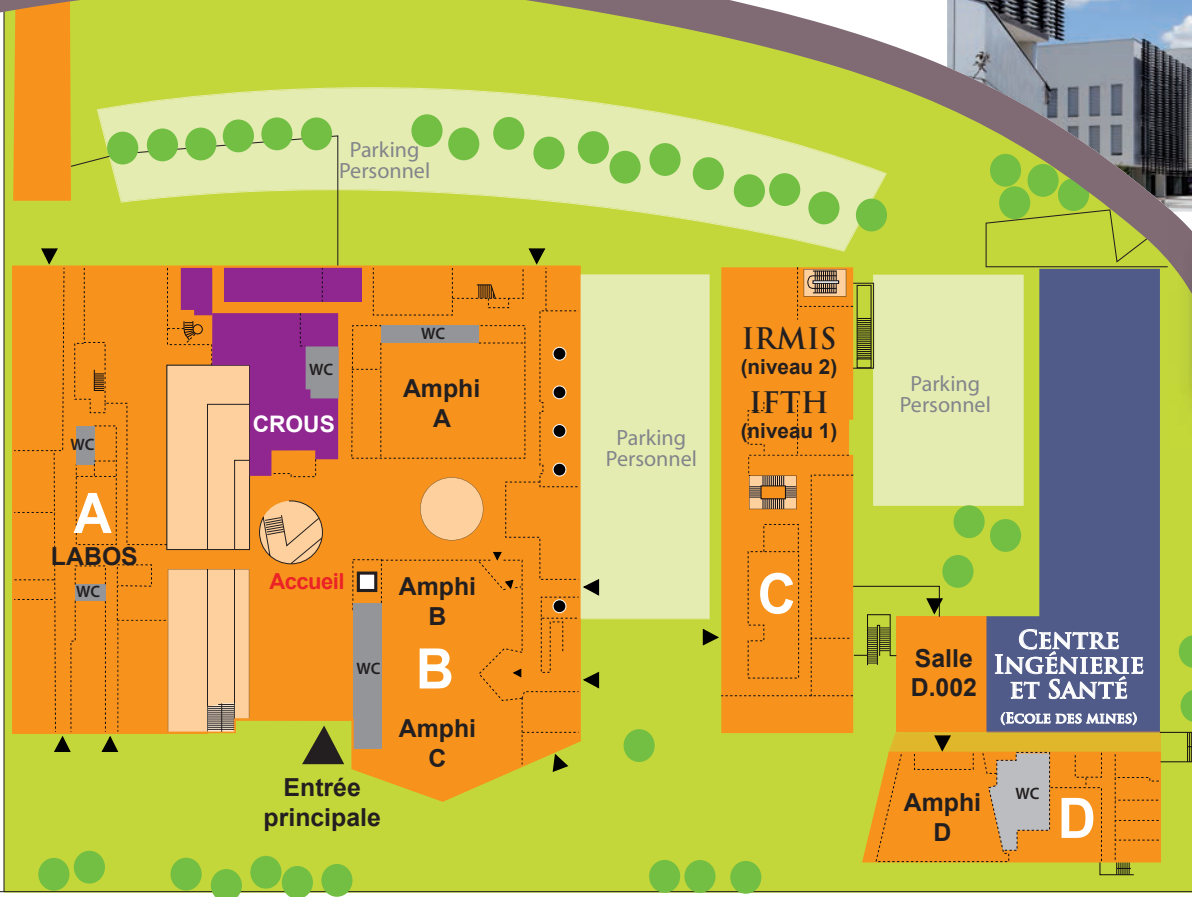 Parking
Personnel
WC
WC
Amphi
A
CROUS
IRMIS
(niveau 2)
IFTH
(niveau 1)
Parking
Personnel
Parking
Personnel
WC
A
LABOS
WC
Accueil
Amphi
B
WC
B
Amphi
C
C
Salle
D.002
CENTRE
INGÉNIERIE
ET SANTÉ
(ECOLE DES MINES)
Entrée
principale
Amphi
D
WC
D